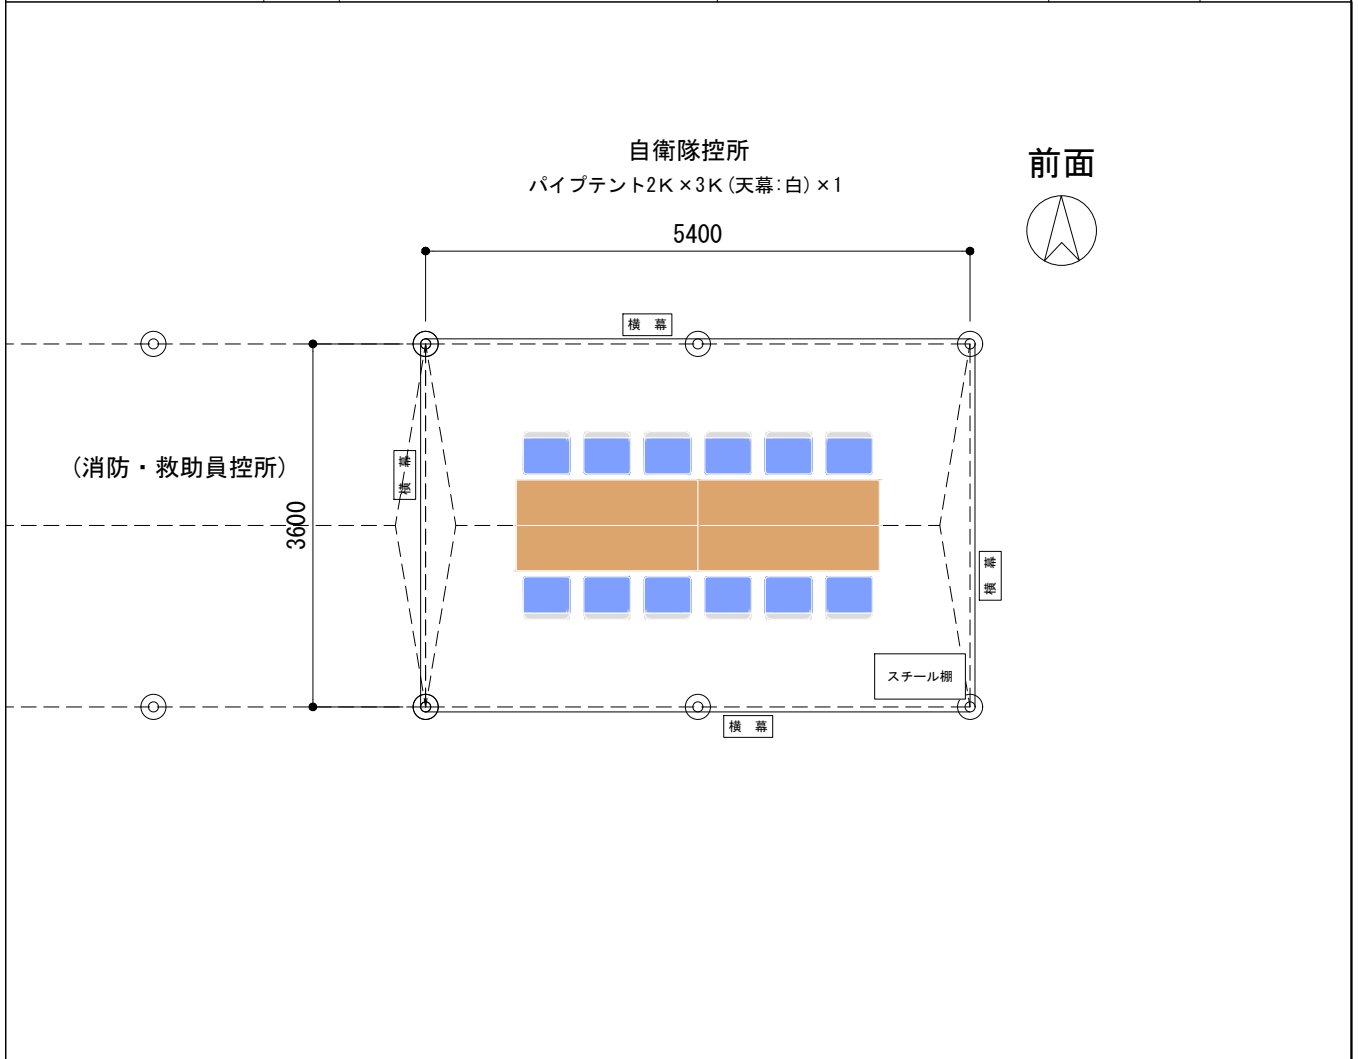 自衛隊控所
パイプテント2K×3K(天幕:白)×1
前面
5400
横 幕
(消防・救助員控所)
横 幕
3600
横 幕
スチール棚
横 幕